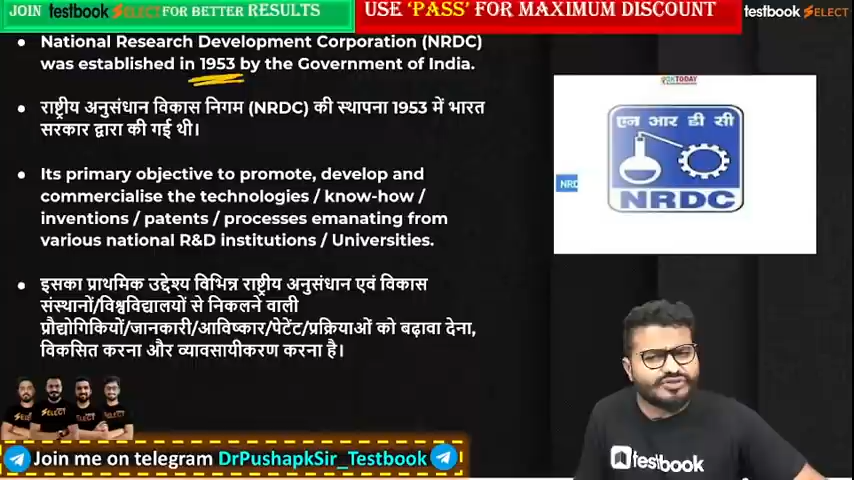 JOIN testbook SELECT FOR BETTER RESULTS
USE ‘PASS’ FOR MAXIMUM DISCOUNT
testbook SELECT
• National Research Development Corporation (NRDC)
was established in 1953 by the Government of India.
• राष्ट्रीय अनुसंधान विकास निगम (NRDC) की स्थापना 1953 में भारत
सरकार द्वारा की गई थी।
• Its primary objective to promote, develop and
commercialise the technologies / know-how /
inventions / patents / processes emanating from
various national R&D institutions / Universities.
• इसका प्राथमिक उद्देश्य विभिन्न राष्ट्रीय अनुसंधान एवं विकास
संस्थानों/विश्वविद्यालयों से निकलने वाली
प्रौद्योगिकियों/जानकारी/आविष्कार/पेटेंट/प्रक्रियाओं को बढ़ावा देना,
विकसित करना और व्यावसायीकरण करना है।
GKTODAY
एन आर डी सी
NRDC
NRD
testbook
SELECT
Join me on telegram DrPushapkSir_Testbook